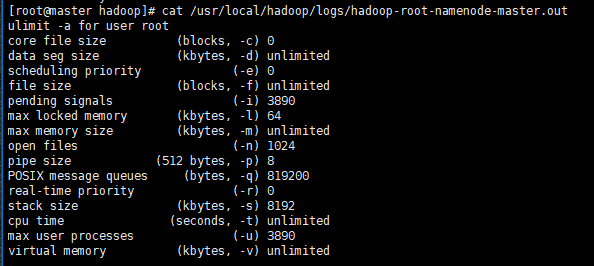 [root@master hadoop]# cat /usr/local/hadoop/logs/hadoop-root-namenode-master.out
ulimit -a for user root
core file size          (blocks, -c) 0
data seg size           (kbytes, -d) unlimited
scheduling priority             (-e) 0
file size               (blocks, -f) unlimited
pending signals                 (-i) 3890
max locked memory       (kbytes, -l) 64
max memory size         (kbytes, -m) unlimited
open files                      (-n) 1024
pipe size            (512 bytes, -p) 8
POSIX message queues     (bytes, -q) 819200
real-time priority              (-r) 0
stack size              (kbytes, -s) 8192
cpu time               (seconds, -t) unlimited
max user processes              (-u) 3890
virtual memory          (kbytes, -v) unlimited